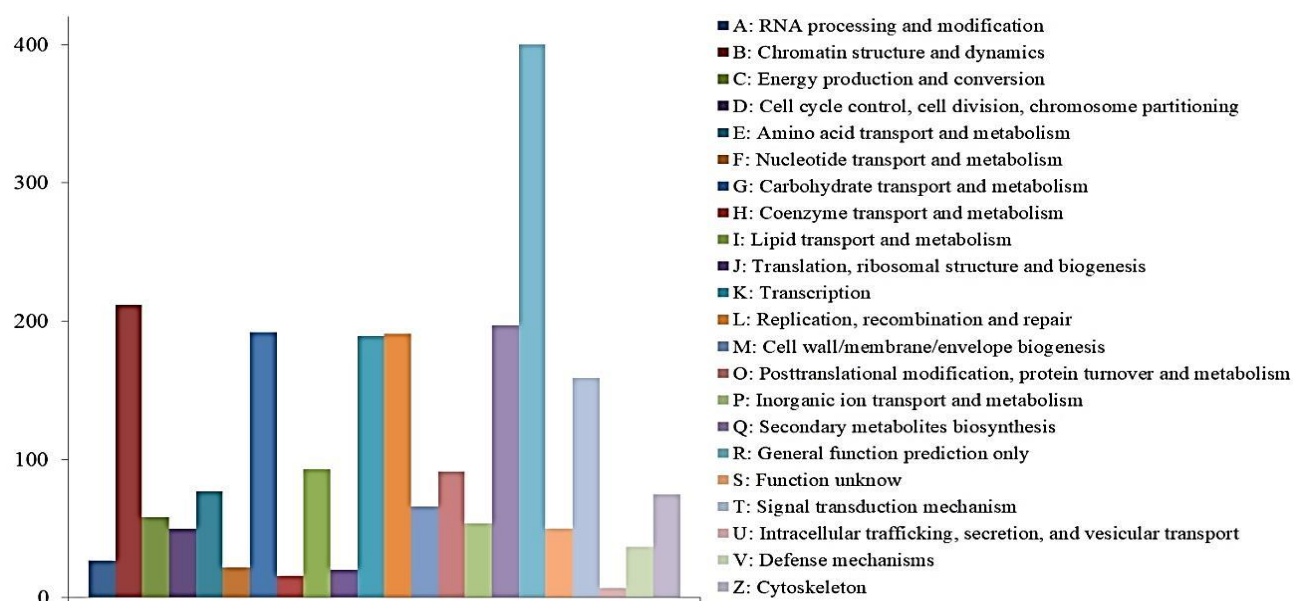 400
300
200
100
0
A: RNA processing and modification
B: Chromatin structure and dynamics
C: Energy production and conversion
D: Cell cycle control, cell division, chromosome partitioning
E: Amino acid transport and metabolism
F: Nucleotide transport and metabolism
G: Carbohydrate transport and metabolism
H: Coenzyme transport and metabolism
I: Lipid transport and metabolism
J: Translation, ribosomal structure and biogenesis
K: Transcription
L: Replication, recombination and repair
M: Cell wall/membrane/envelope biogenesis
O: Posttranslational modification, protein turnover and metabolism
P: Inorganic ion transport and metabolism
Q: Secondary metabolites biosynthesis
R: General function prediction only
S: Function unknow
T: Signal transduction mechanism
U: Intracellular trafficking, secretion, and vesicular transport
V: Defense mechanisms
Z: Cytoskeleton